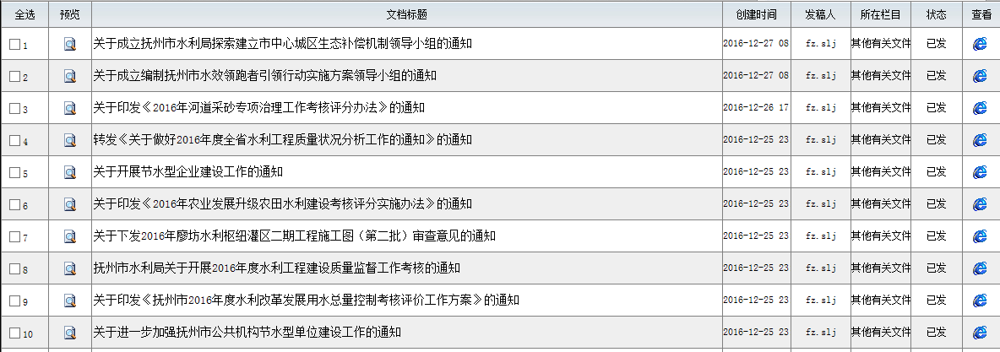 全选 预览 文档标题 创建时间 发稿人 所在栏目 状态 查看
1 关于成立抚州市水利局探索建立市中心城区生态补偿机制领导小组的通知 2016-12-27 08 fz.slj 其他有关文件 已发
2 关于成立编制抚州市水效领跑者引领行动实施方案领导小组的通知 2016-12-27 08 fz.slj 其他有关文件 已发
3 关于印发《2016年河道采砂专项治理工作考核评分办法》的通知 2016-12-26 17 fz.slj 其他有关文件 已发
4 转发《关于做好2016年度全省水利工程质量状况分析工作的通知》的通知 2016-12-25 23 fz.slj 其他有关文件 已发
5 关于开展节水型企业建设工作的通知 2016-12-25 23 fz.slj 其他有关文件 已发
6 关于印发《2016年农业发展升级农田水利建设考核评分实施办法》的通知 2016-12-25 23 fz.slj 其他有关文件 已发
7 关于下发2016年廖坊水利枢纽灌区二期工程施工图（第二批）审查意见的通知 2016-12-25 23 fz.slj 其他有关文件 已发
8 抚州市水利局关于开展2016年度水利工程建设质量监督工作考核的通知 2016-12-25 23 fz.slj 其他有关文件 已发
9 关于印发《抚州市2016年度水利改革发展用水总量控制考核评价工作方案》的通知 2016-12-25 23 fz.slj 其他有关文件 已发
10 关于进一步加强抚州市公共机构节水型单位建设工作的通知 2016-12-25 23 fz.slj 其他有关文件 已发